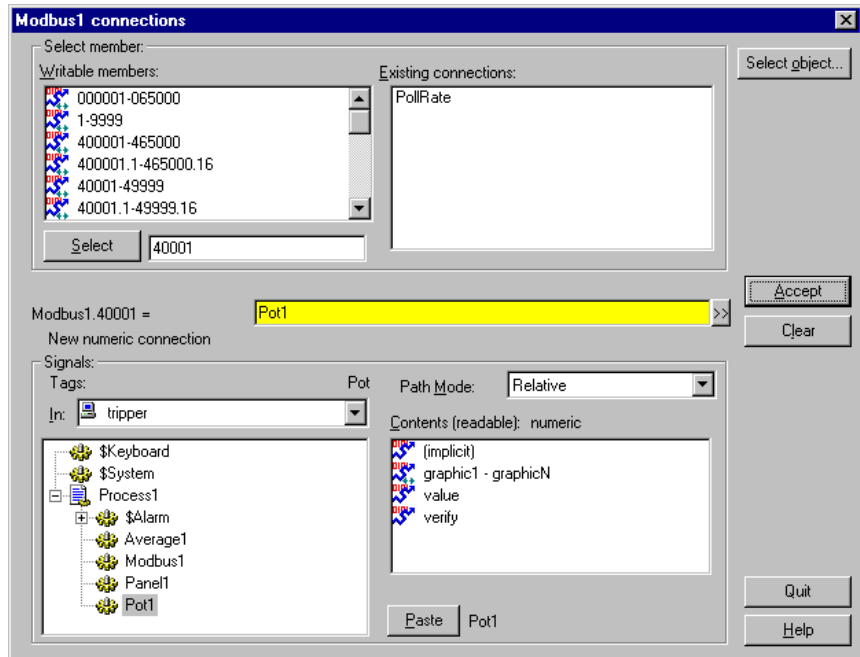 Modbus1 connections
Select member:
Writable members:
Existing connections:
Select object...
000001-065000
1-9999
400001-465000
400001.1-465000.16
40001-49999
40001.1-49999.16
PollRate
Select
40001
Modbus1.40001 =
Pot1
>>
Accept
New numeric connection
Clear
Signals:
Tags:
Pot
Path Mode:
Relative
In:
tripper
Contents (readable): numeric
$Keyboard
$System
Process1
$Alarm
Average1
Modbus1
Panel1
Pot1
(implicit)
graphic1 - graphicN
value
verify
Paste
Pot1
Quit
Help